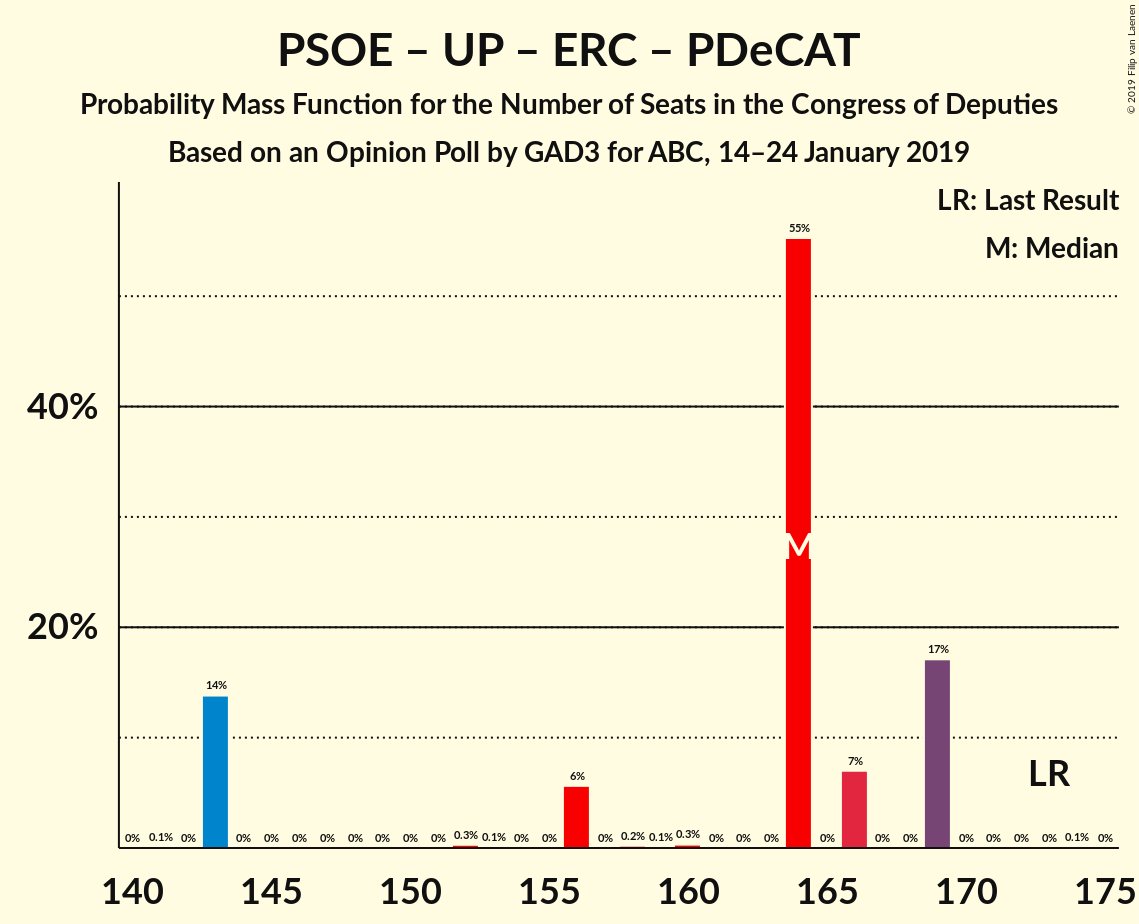 PSOE – UP – ERC – PDeCAT
Probability Mass Function for the Number of Seats in the Congress of Deputies
Based on an Opinion Poll by GAD3 for ABC, 14–24 January 2019
© 2019 Filip van Laenen
LR: Last Result
M: Median
55%
40%
M
20%
17%
14%
7%
LR
6%
0% 0.1% 0% 0% 0% 0% 0% 0% 0% 0% 0% 0.3% 0.1% 0% 0% 0% 0.2% 0.1% 0.3% 0% 0% 0% 0% 0% 0% 0% 0% 0% 0% 0.1% 0%
140 145 150 155 160 165 170 175